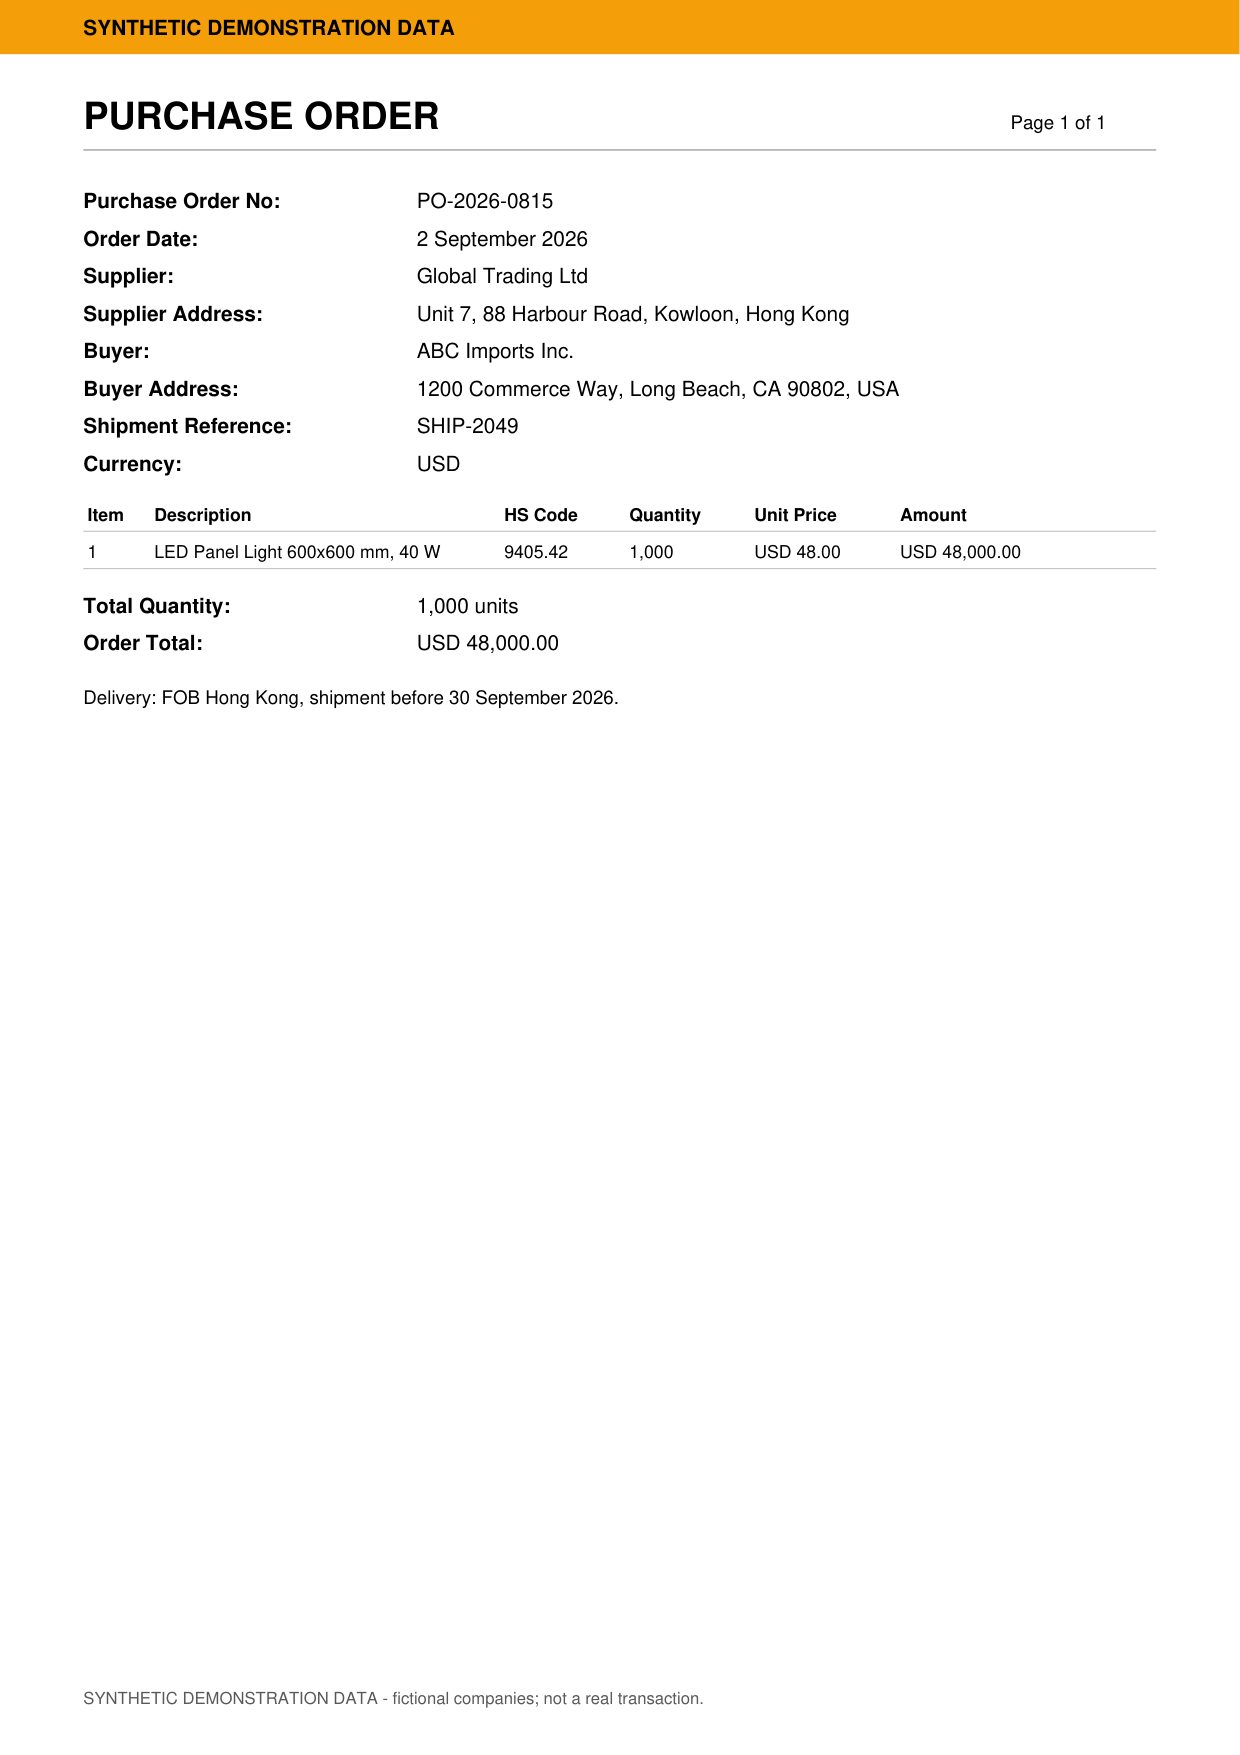 SYNTHETIC DEMONSTRATION DATA
PURCHASE ORDER Page 1 of 1
Purchase Order No: PO-2026-0815
Order Date: 2 September 2026
Supplier: Global Trading Ltd
Supplier Address: Unit 7, 88 Harbour Road, Kowloon, Hong Kong
Buyer: ABC Imports Inc.
Buyer Address: 1200 Commerce Way, Long Beach, CA 90802, USA
Shipment Reference: SHIP-2049
Currency: USD
Item Description HS Code Quantity Unit Price Amount
1 LED Panel Light 600x600 mm, 40 W 9405.42 1,000 USD 48.00 USD 48,000.00
Total Quantity: 1,000 units
Order Total: USD 48,000.00
Delivery: FOB Hong Kong, shipment before 30 September 2026.
SYNTHETIC DEMONSTRATION DATA - fictional companies; not a real transaction.